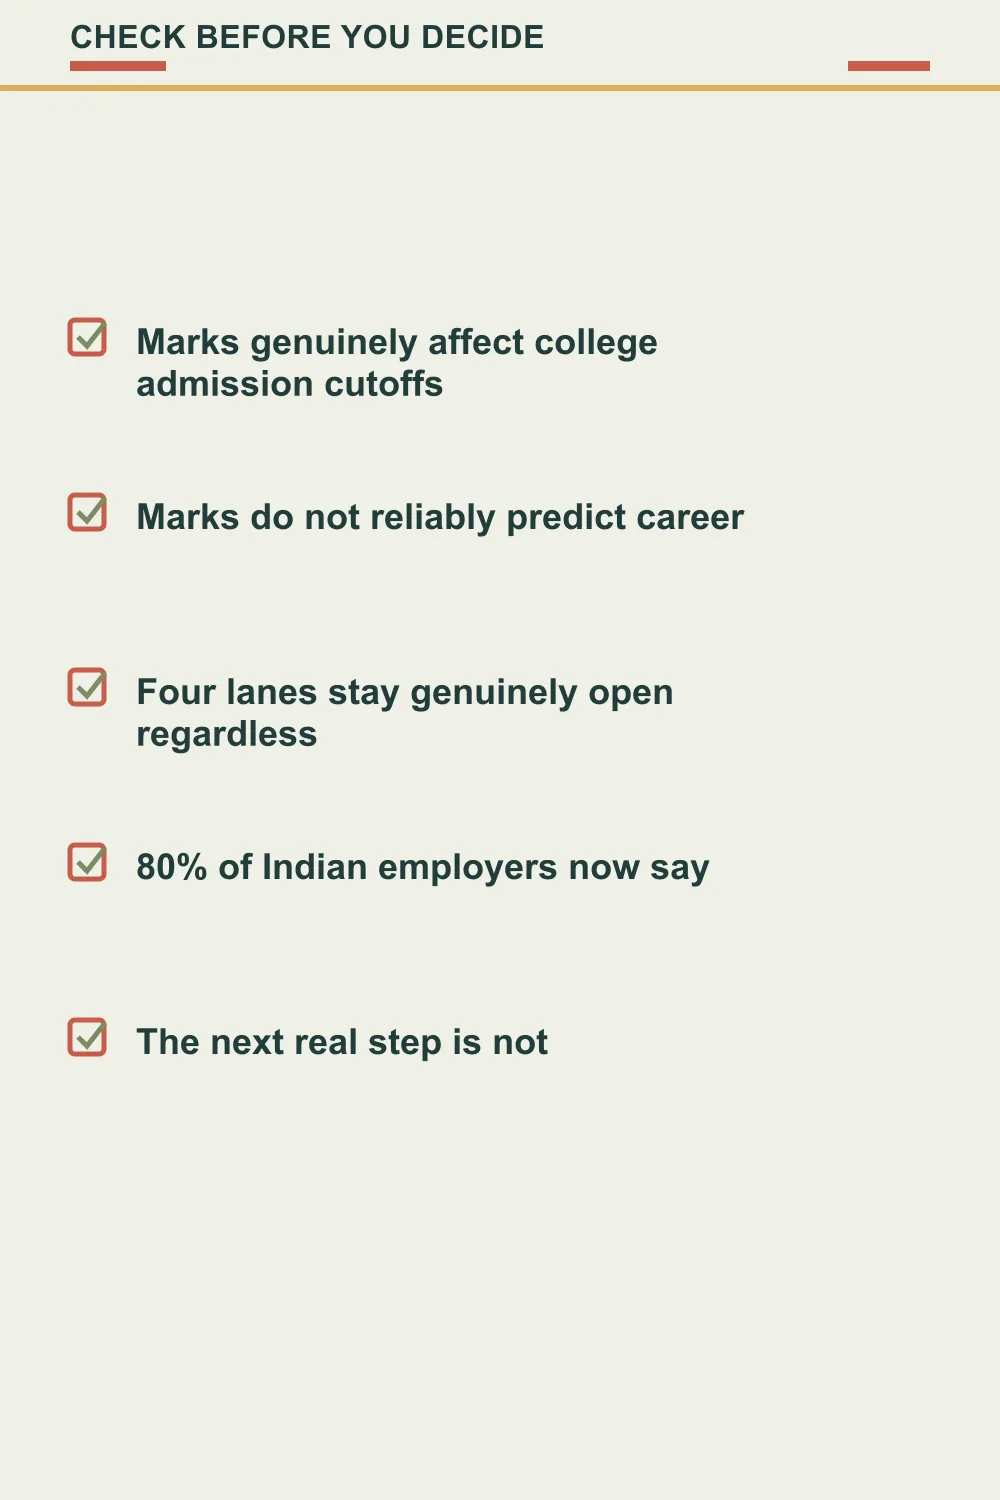 CHECK BEFORE YOU DECIDE
Marks genuinely affect college
admission cutoffs
Marks do not reliably predict career
Four lanes stay genuinely open
regardless
80% of Indian employers now say
The next real step is not